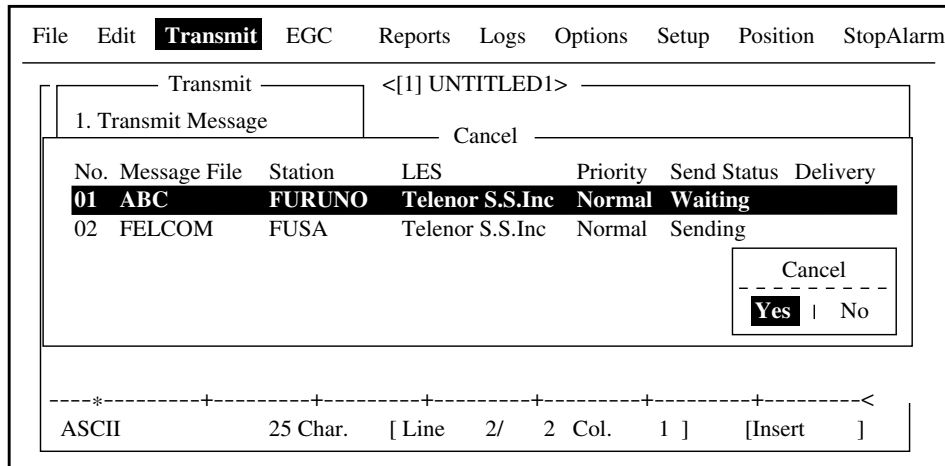 File Edit Transmit EGC Reports Logs Options Setup Position StopAlarm
Transmit <[1] UNTITLED1>
1. Transmit Message
Cancel
No. Message File Station LES Priority Send Status Delivery
01 ABC FURUNO Telenor S.S.Inc Normal Waiting
02 FELCOM FUSA Telenor S.S.Inc Normal Sending
Cancel
Yes | No
----*---------+---------+---------+---------+---------+---------+---------<
ASCII 25 Char. [ Line 2/ 2 Col. 1 ] [Insert ]